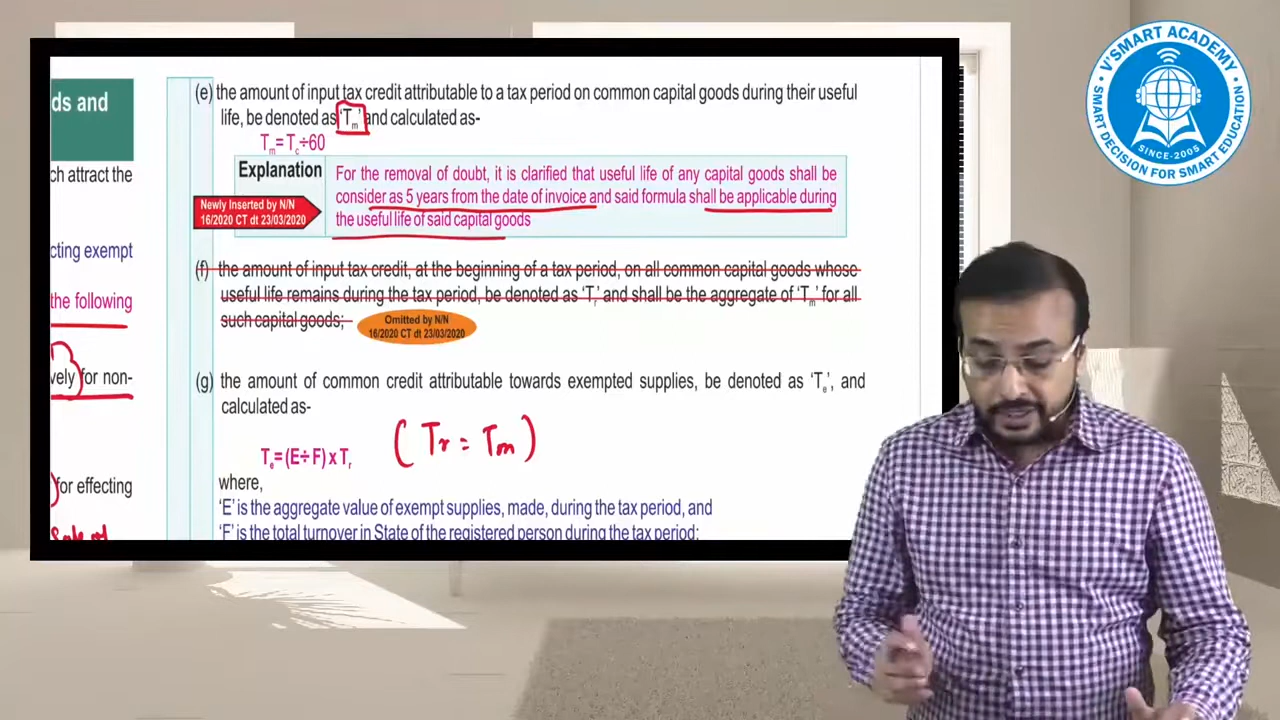 ds and
ch attract the
cting exempt
the following
vely for non-
for effecting
(e) the amount of input tax credit attributable to a tax period on common capital goods during their useful
life, be denoted as 'Tm' and calculated as-
Tm= Tc÷60
Explanation
For the removal of doubt, it is clarified that useful life of any capital goods shall be
consider as 5 years from the date of invoice and said formula shall be applicable during
the useful life of said capital goods
Newly Inserted by N/N
16/2020 CT dt 23/03/2020
(f) the amount of input tax credit, at the beginning of a tax period, on all common capital goods whose
useful life remains during the tax period, be denoted as 'Tr' and shall be the aggregate of 'Tm' for all
such capital goods;
Omitted by N/N
16/2020 CT dt 23/03/2020
(g) the amount of common credit attributable towards exempted supplies, be denoted as 'Te', and
calculated as-
(Tr = Tm)
Te= (E÷ F) x Tr
where,
'E' is the aggregate value of exempt supplies, made, during the tax period, and
'F' is the total turnover in State of the registered person during the tax period;
V'SMART ACADEMY
SMART DECISION FOR SMART EDUCATION
SINCE-2005